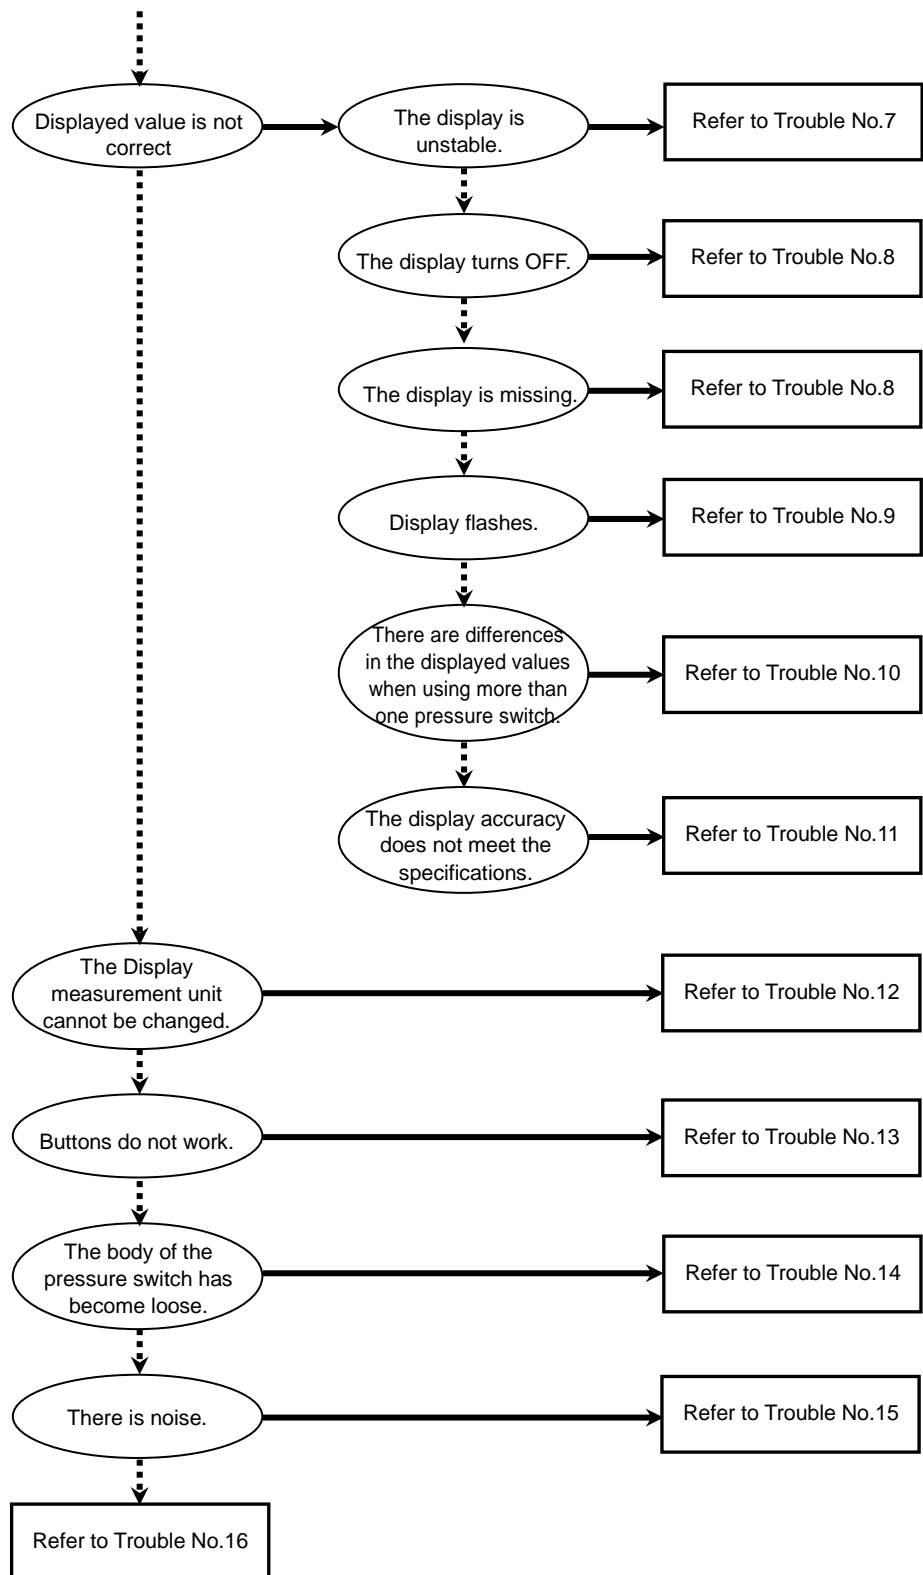 Displayed value is not
correct
The display is
unstable.
Refer to Trouble No.7
The display turns OFF.
Refer to Trouble No.8
The display is missing.
Refer to Trouble No.8
Display flashes.
Refer to Trouble No.9
There are differences
in the displayed values
when using more than
one pressure switch.
Refer to Trouble No.10
The display accuracy
does not meet the
specifications.
Refer to Trouble No.11
The Display
measurement unit
cannot be changed.
Refer to Trouble No.12
Buttons do not work.
Refer to Trouble No.13
The body of the
pressure switch has
become loose.
Refer to Trouble No.14
There is noise.
Refer to Trouble No.15
Refer to Trouble No.16